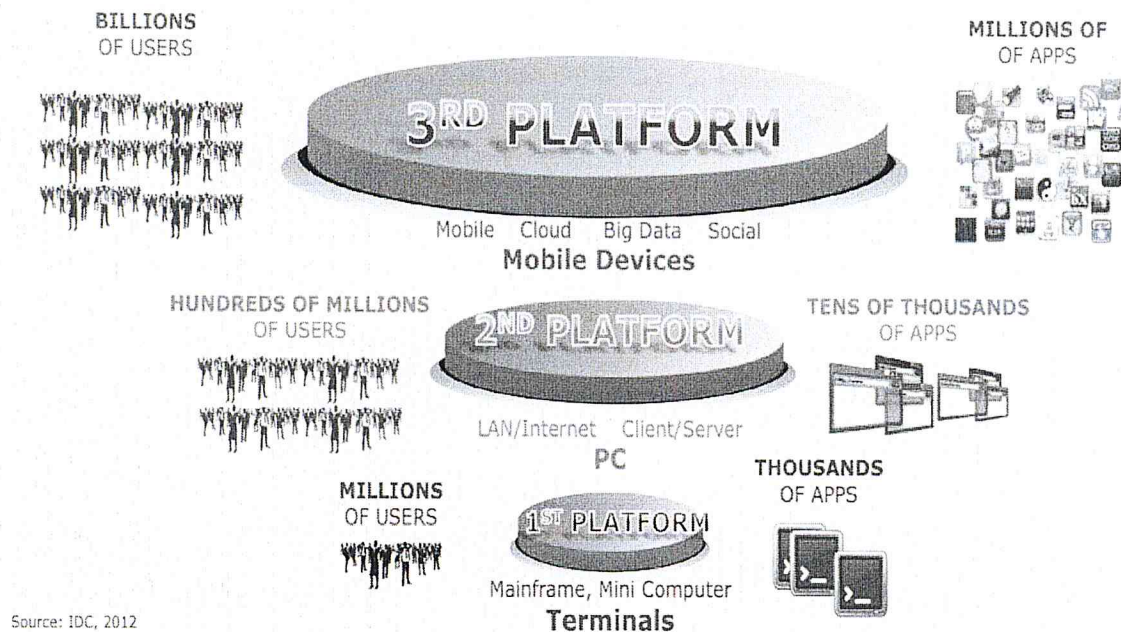 BILLIONS
OF USERS
MILLIONS OF
OF APPS
3RD PLATFORM
Mobile Cloud Big Data Social
Mobile Devices
HUNDREDS OF MILLIONS
OF USERS
2ND PLATFORM
TENS OF THOUSANDS
OF APPS
LAN/Internet Client/Server
PC
MILLIONS
OF USERS
1ST PLATFORM
THOUSANDS
OF APPS
Mainframe, Mini Computer
Terminals
Source: IDC, 2012